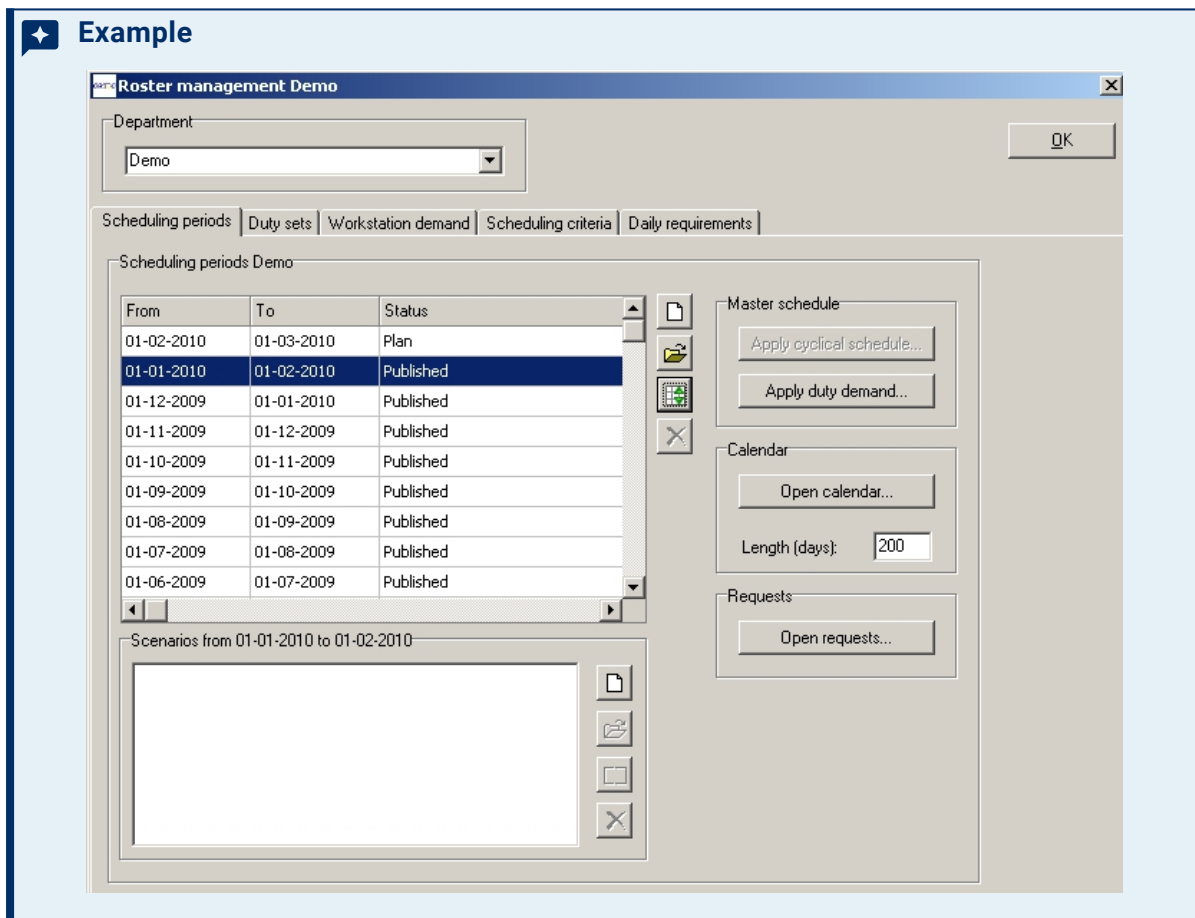 Example
Roster management Demo
Department
Demo
OK
Scheduling periods Duty sets Workstation demand Scheduling criteria Daily requirements
Scheduling periods Demo
From To Status
01-02-2010 01-03-2010 Plan
01-01-2010 01-02-2010 Published
01-12-2009 01-01-2010 Published
01-11-2009 01-12-2009 Published
01-10-2009 01-11-2009 Published
01-09-2009 01-10-2009 Published
01-08-2009 01-09-2009 Published
01-07-2009 01-08-2009 Published
01-06-2009 01-07-2009 Published
Master schedule
Apply cyclical schedule...
Apply duty demand...
Calendar
Open calendar...
Length (days): 200
Requests
Open requests...
Scenarios from 01-01-2010 to 01-02-2010